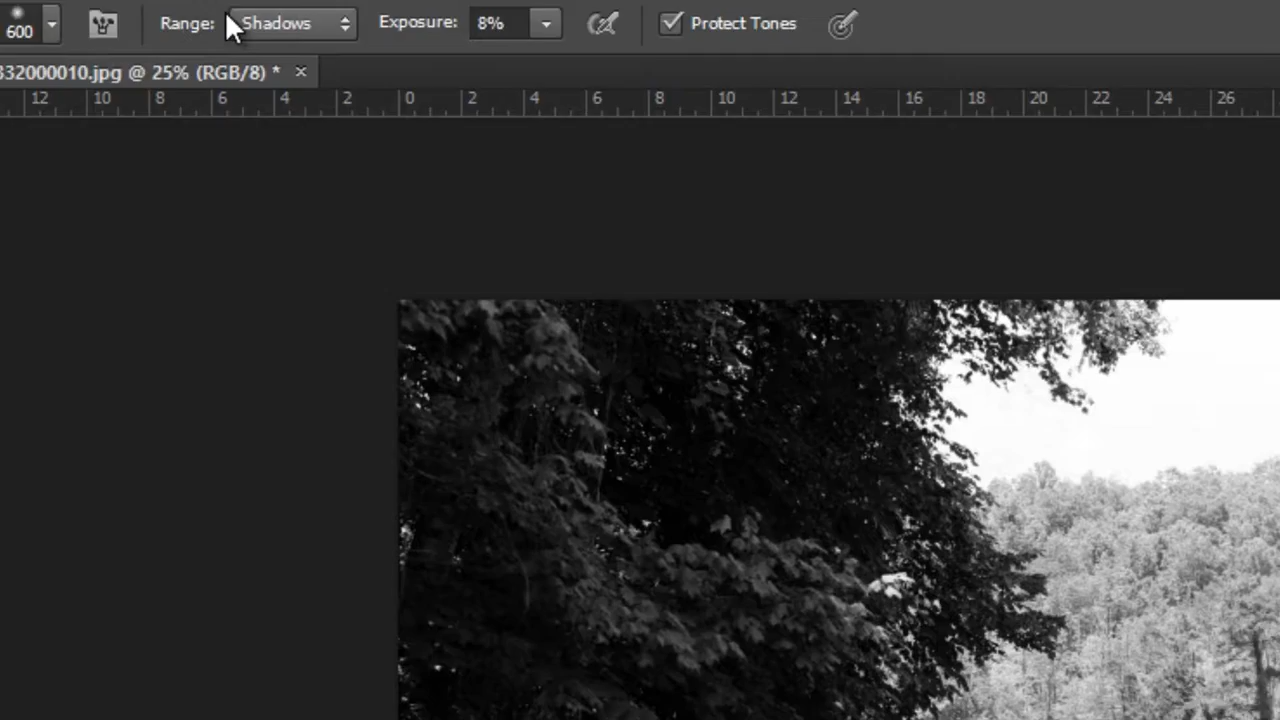 600 Range: Shadows Exposure: 8% Protect Tones
332000010.jpg @ 25% (RGB/8) * ×
12 10 8 6 4 2 0 2 4 6 8 10 12 14 16 18 20 22 24 26